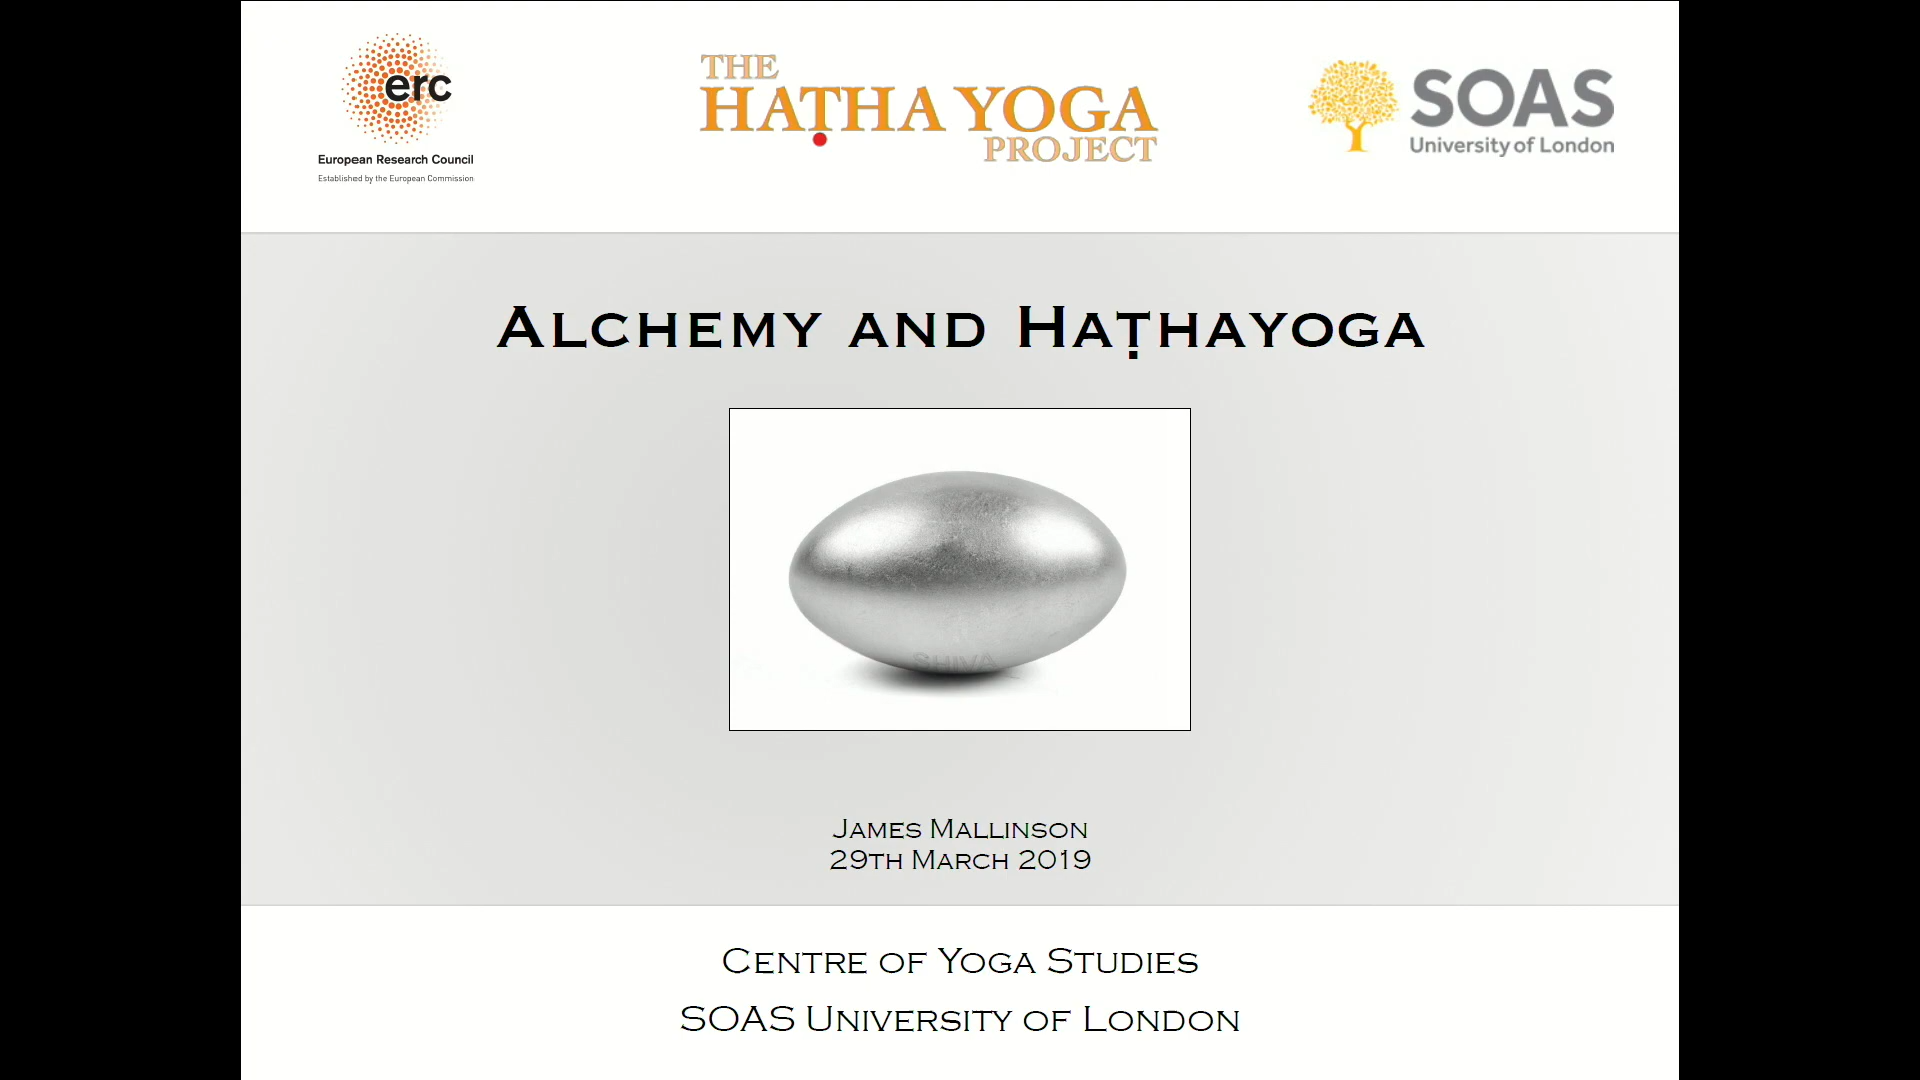 erc
European Research Council
Established by the European Commission
THE
HAṬHA YOGA
PROJECT
SOAS
University of London
ALCHEMY AND HAṬHAYOGA
SHIVA
JAMES MALLINSON
29TH MARCH 2019
CENTRE OF YOGA STUDIES
SOAS UNIVERSITY OF LONDON